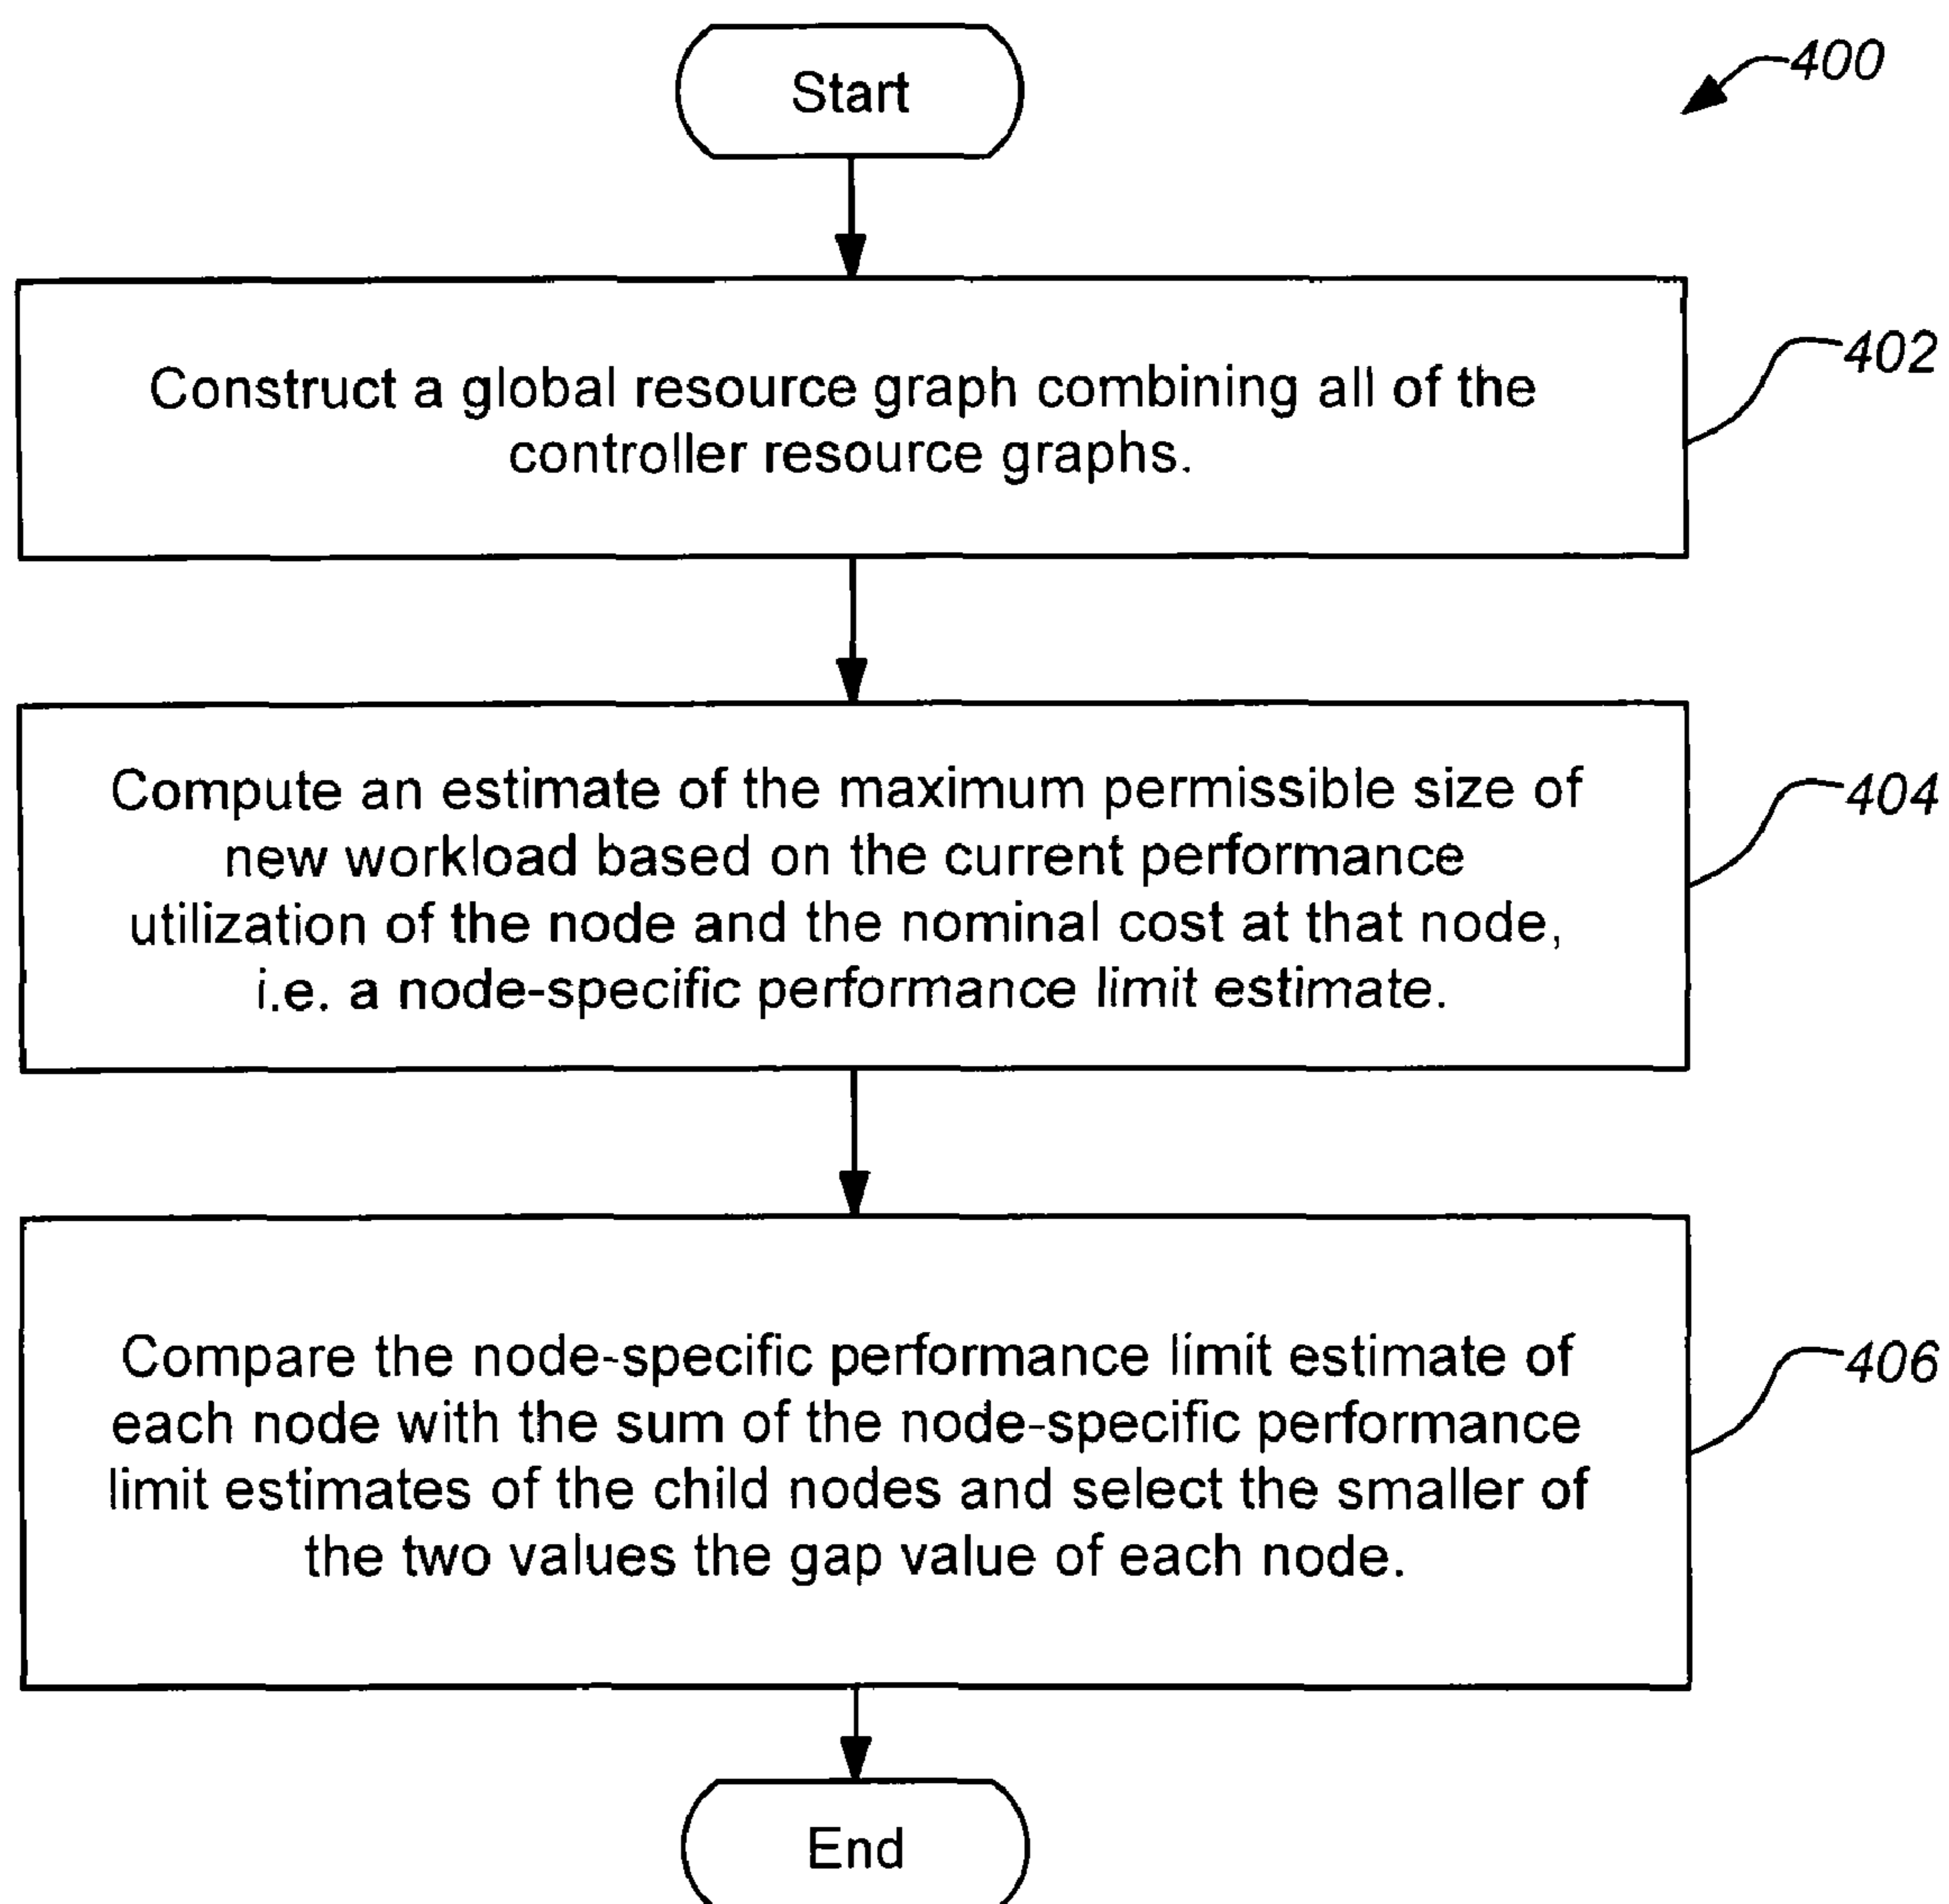 Start
400
Construct a global resource graph combining all of the
controller resource graphs.
402
Compute an estimate of the maximum permissible size of
new workload based on the current performance
utilization of the node and the nominal cost at that node,
i.e. a node-specific performance limit estimate.
404
Compare the node-specific performance limit estimate of
each node with the sum of the node-specific performance
limit estimates of the child nodes and select the smaller of
the two values the gap value of each node.
406
End